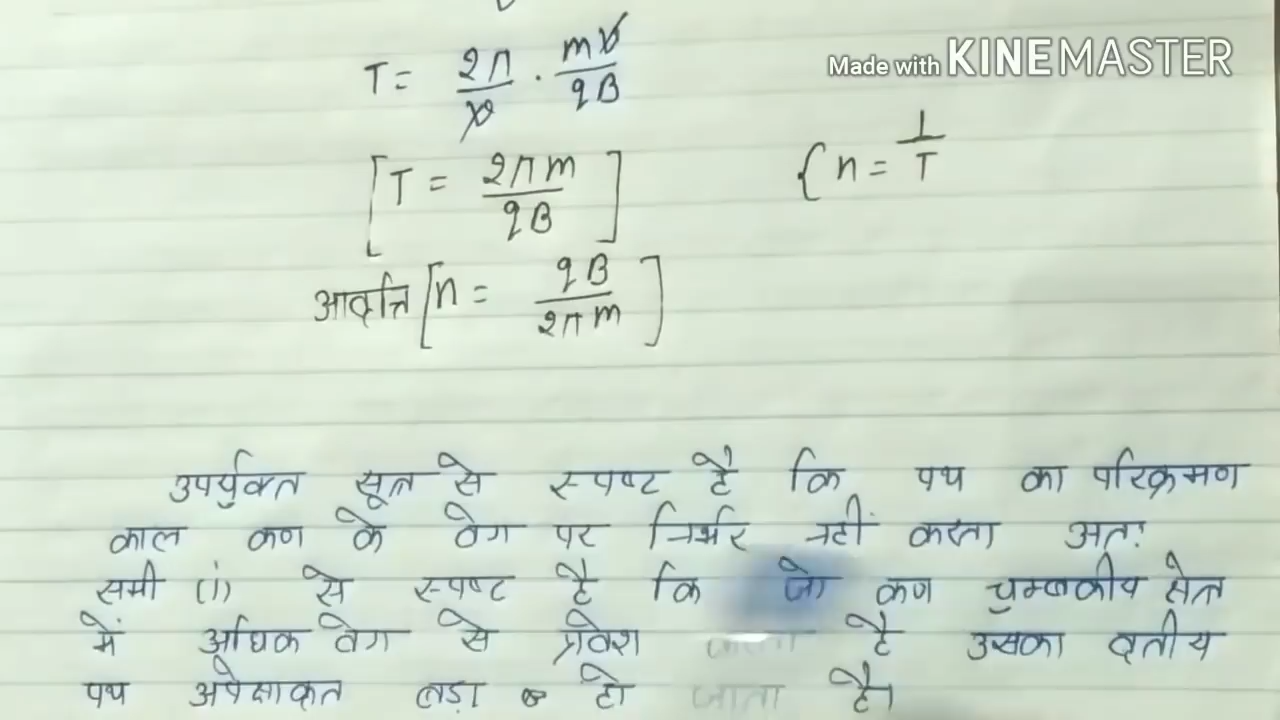 Made with KINEMASTER
T = 2π/v . mv/qB
[T = 2πm/qB] {n = 1/T
आवृत्ति [n = qB/2πm]
उपर्युक्त सूत्र से स्पष्ट है कि पथ का परिक्रमण
काल कण के वेग पर निर्भर नहीं करता अतः
समी (i) से स्पष्ट है कि जो कण चुम्बकीय क्षेत्र
में अधिक वेग से प्रवेश करता है उसका वृतीय
पथ अपेक्षाकृत बड़ा हो जाता है।